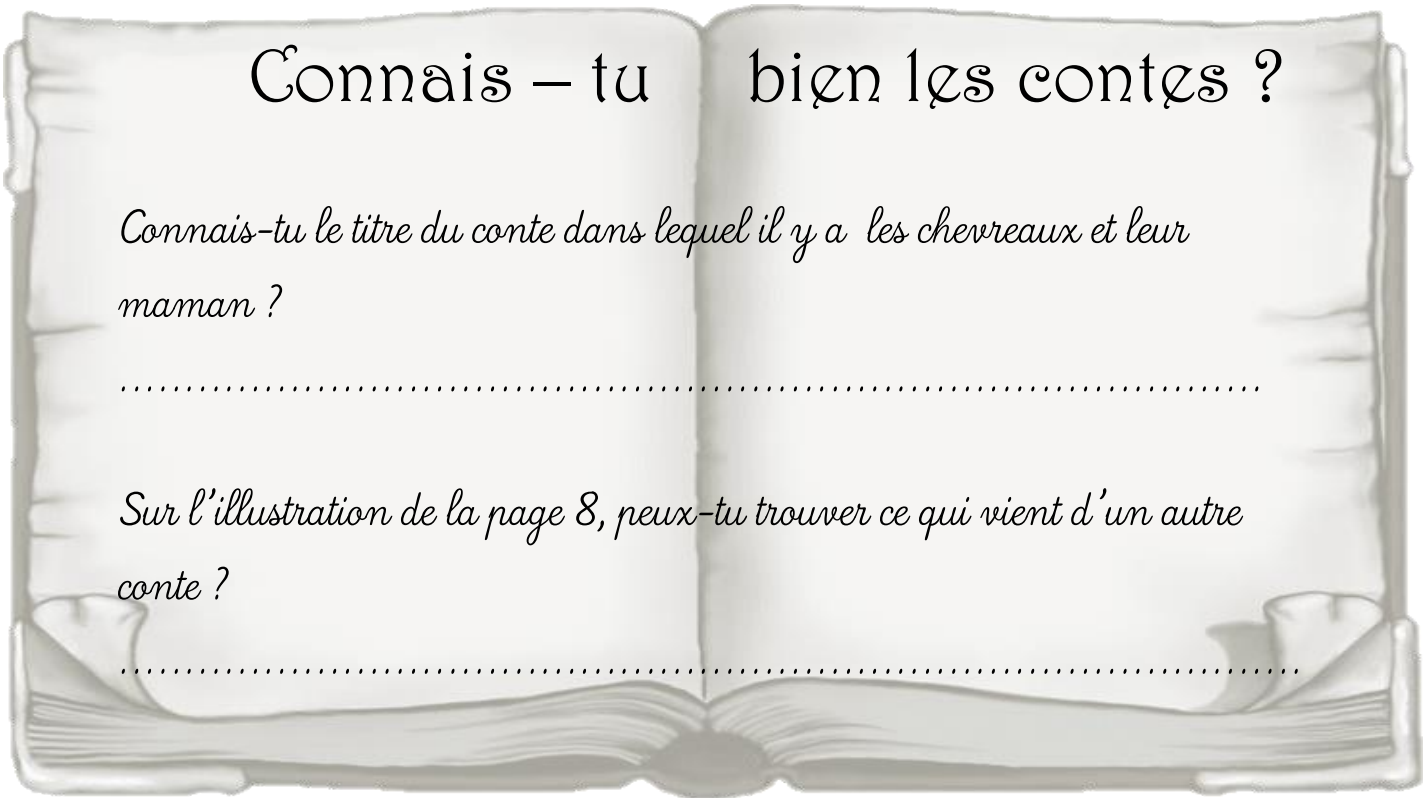 Connais – tu bien les contes ?
Connais-tu le titre du conte dans lequel il y a les chevreaux et leur
maman ?
.......................................................................................
Sur l’illustration de la page 8, peux-tu trouver ce qui vient d’un autre
conte ?
..........................................................................................